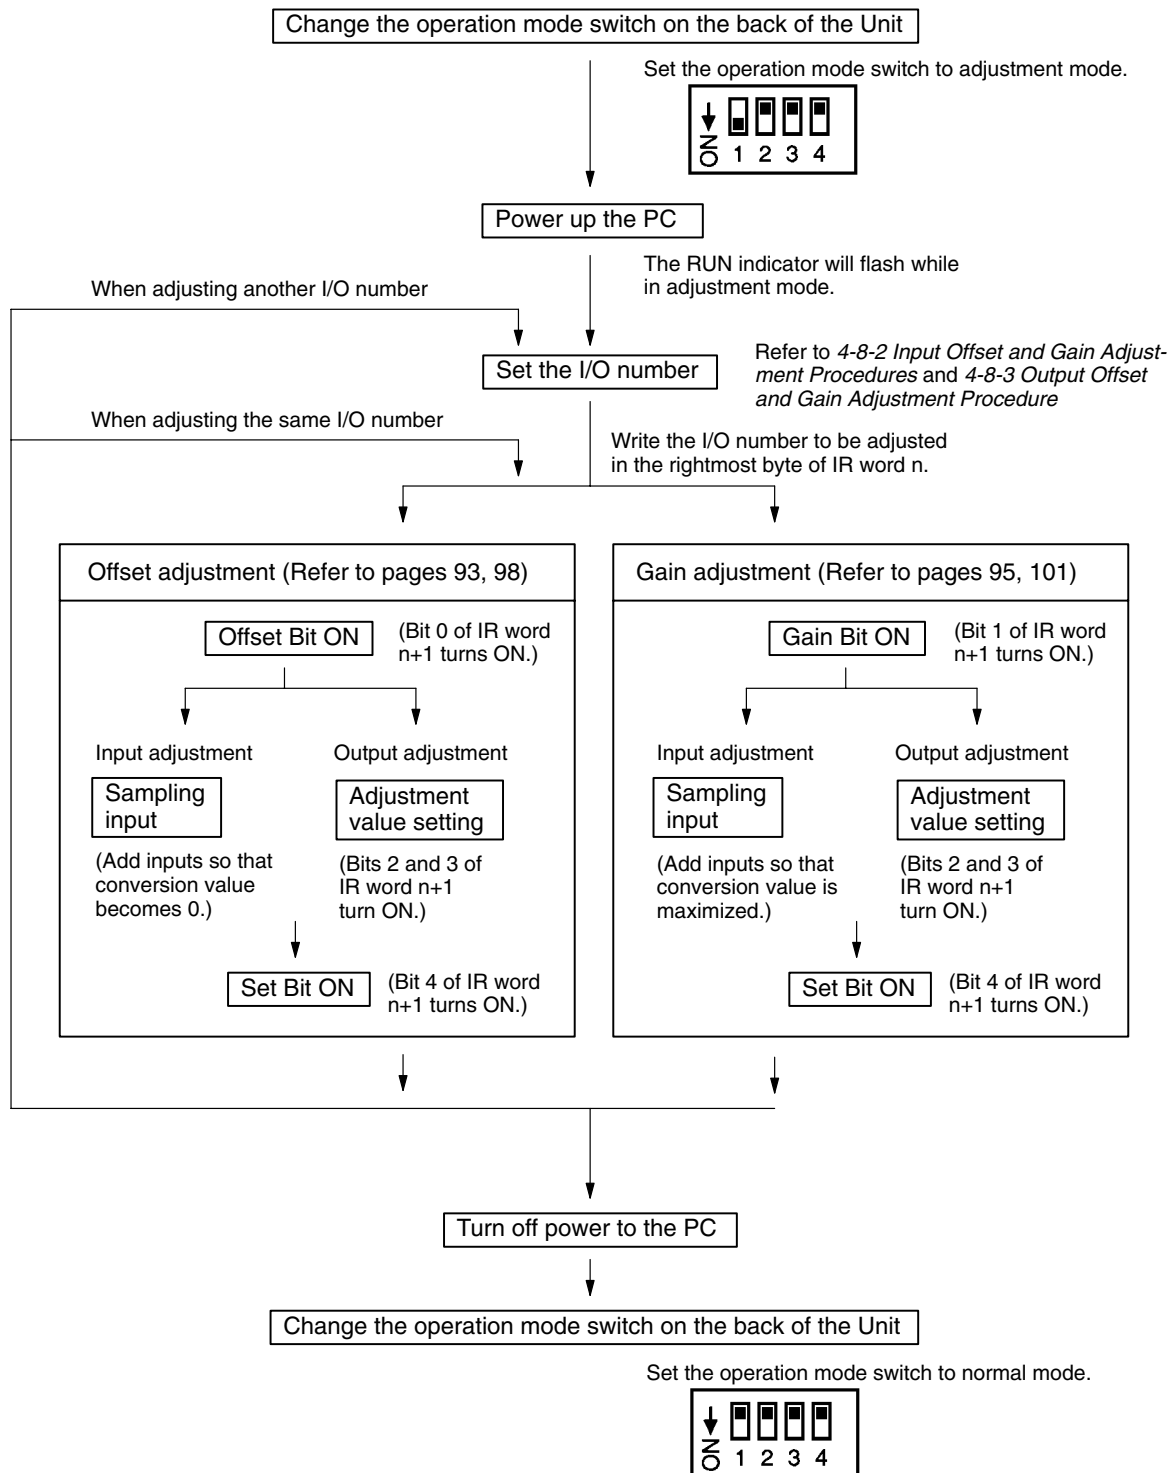 Change the operation mode switch on the back of the Unit
Set the operation mode switch to adjustment mode.
ON
1 2 3 4
Power up the PC
The RUN indicator will flash while
in adjustment mode.
When adjusting another I/O number
Set the I/O number
Refer to 4-8-2 Input Offset and Gain Adjust-
ment Procedures and 4-8-3 Output Offset
and Gain Adjustment Procedure
When adjusting the same I/O number
Write the I/O number to be adjusted
in the rightmost byte of IR word n.
Offset adjustment (Refer to pages 93, 98)
Offset Bit ON
(Bit 0 of IR word
n+1 turns ON.)
Input adjustment
Sampling
input
(Add inputs so that
conversion value
becomes 0.)
Output adjustment
Adjustment
value setting
(Bits 2 and 3 of
IR word n+1
turn ON.)
Set Bit ON
(Bit 4 of IR word
n+1 turns ON.)
Gain adjustment (Refer to pages 95, 101)
Gain Bit ON
(Bit 1 of IR word
n+1 turns ON.)
Input adjustment
Sampling
input
(Add inputs so that
conversion value is
maximized.)
Output adjustment
Adjustment
value setting
(Bits 2 and 3 of
IR word n+1
turn ON.)
Set Bit ON
(Bit 4 of IR word
n+1 turns ON.)
Turn off power to the PC
Change the operation mode switch on the back of the Unit
Set the operation mode switch to normal mode.
ON
1 2 3 4